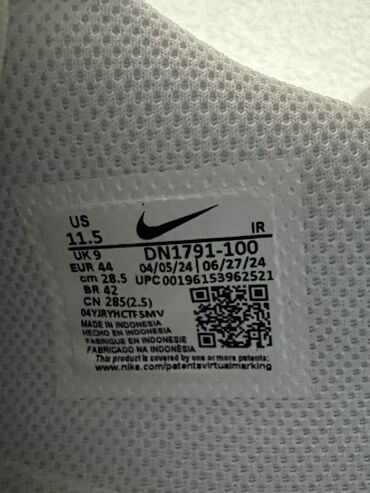 US
11.5
IR
UK 9
DN1791-100
EUR 44
04/05/24 | 06/27/24
cm 28.5
UPC 00196153962521
BR 42
CN 285(2.5)
04YJRYHCTFSMV
MADE IN INDONESIA
HECHO EN INDONESIA
FABRIQUE EN INDONESIE
FABRICADO NA INDONÉSIA
This product is covered by one or more patents:
www.nike.com/patentsvirtualmarking